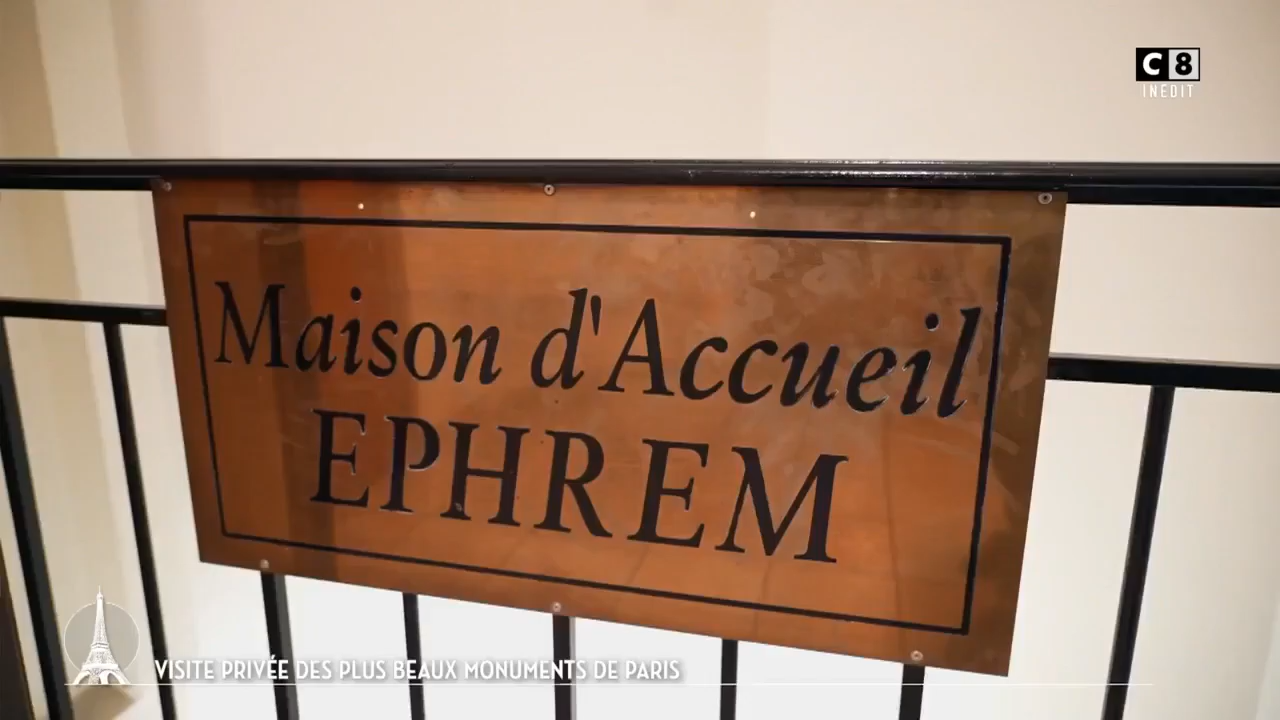 C8
INÉDIT
Maison d'Accueil
EPHREM
VISITE PRIVÉE DES PLUS BEAUX MONUMENTS DE PARIS